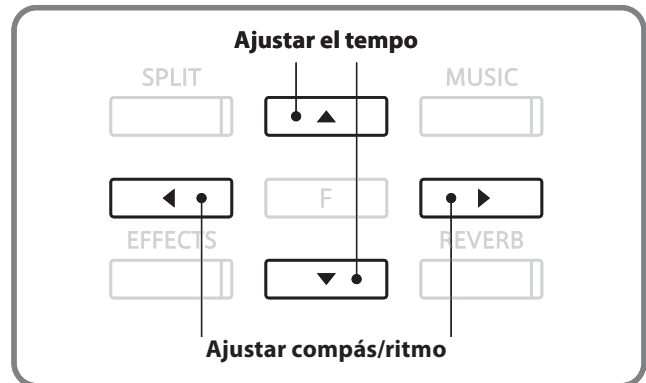 Ajustar el tempo
SPLIT
MUSIC
F
EFFECTS
REVERB
Ajustar compás/ritmo